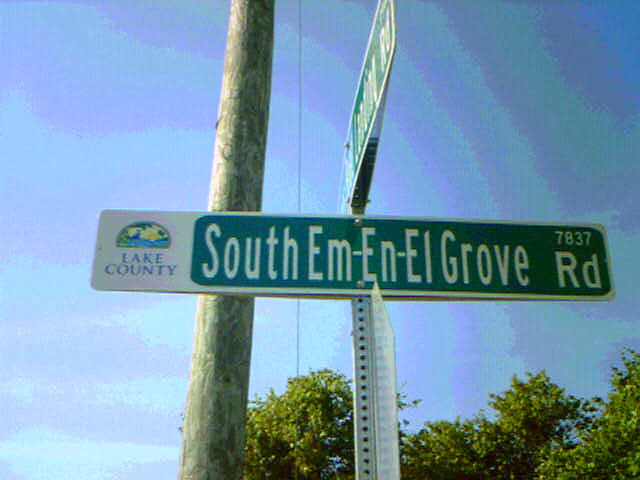 LAKE
COUNTY
South Em-En-El Grove Rd
7837